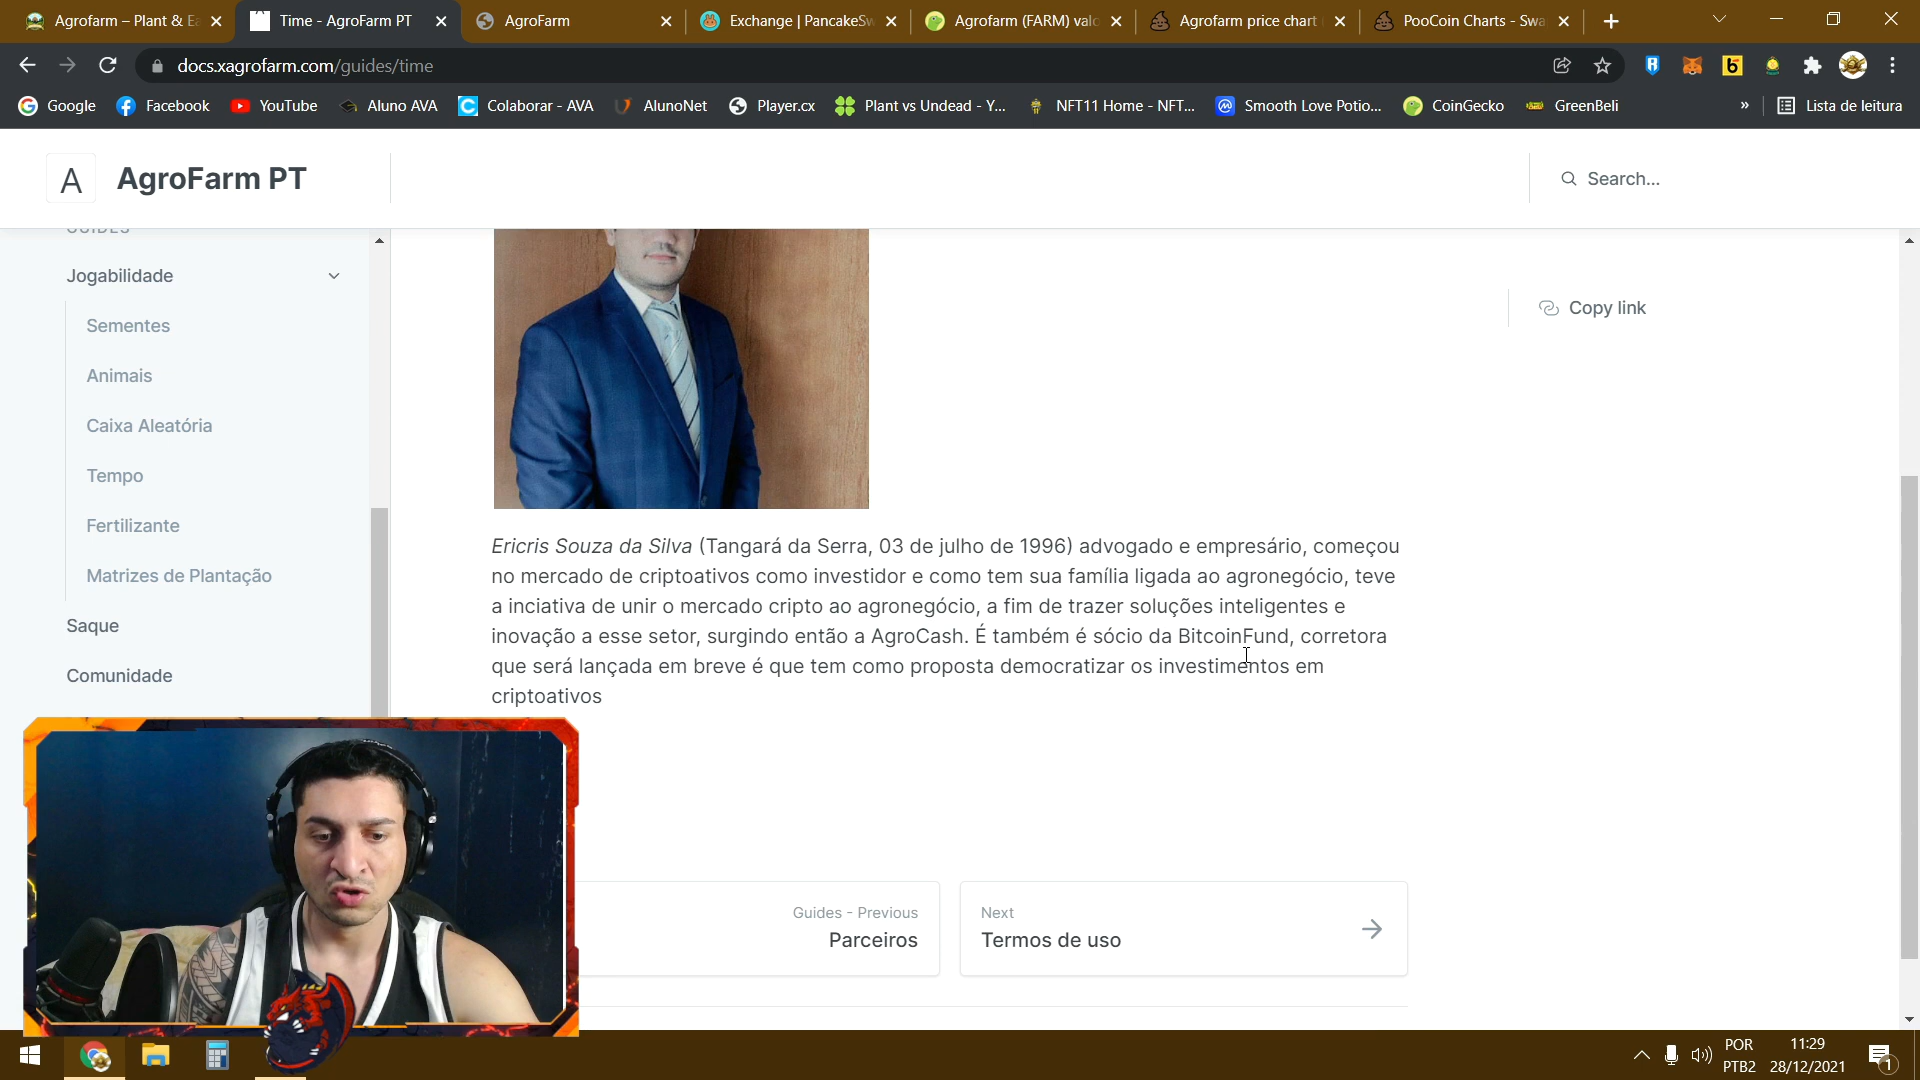 Agrofarm – Plant & Ea
Time - AgroFarm PT
AgroFarm
Exchange | PancakeSw
Agrofarm (FARM) valo
Agrofarm price chart
PooCoin Charts - Swa
docs.xagrofarm.com/guides/time
Google
Facebook
YouTube
Aluno AVA
Colaborar - AVA
AlunoNet
Player.cx
Plant vs Undead - Y...
NFT11 Home - NFT...
Smooth Love Potio...
CoinGecko
GreenBeli
»
Lista de leitura
A
AgroFarm PT
Search...
GUIDES
Jogabilidade
Sementes
Animais
Caixa Aleatória
Tempo
Fertilizante
Matrizes de Plantação
Saque
Comunidade
Copy link
Ericris Souza da Silva (Tangará da Serra, 03 de julho de 1996) advogado e empresário, começou
no mercado de criptoativos como investidor e como tem sua família ligada ao agronegócio, teve
a inciativa de unir o mercado cripto ao agronegócio, a fim de trazer soluções inteligentes e
inovação a esse setor, surgindo então a AgroCash. É também é sócio da BitcoinFund, corretora
que será lançada em breve é que tem como proposta democratizar os investimentos em
criptoativos
Guides - Previous
Parceiros
Next
Termos de uso
POR
PTB2
11:29
28/12/2021
1